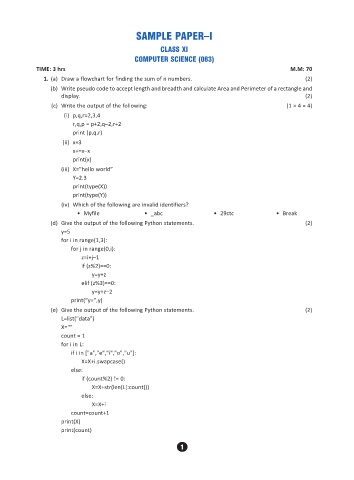 SAMPLE PAPER–I
CLASS XI
COMPUTER SCIENCE (083)
TIME: 3 hrs M.M: 70
1. (a) Draw a flowchart for finding the sum of n numbers. (2)
(b) Write pseudo code to accept length and breadth and calculate Area and Perimeter of a rectangle and
display. (2)
(c) Write the output of the following: (1 × 4 = 4)
(i) p,q,r=2,3,4
r,q,p = p+2,q–2,r+2
print (p,q,r)
(ii) x=3
x+=x–x
print(x)
(iii) X="hello world"
Y=2.3
print(type(X))
print(type(Y))
(iv) Which of the following are invalid identifiers?
• Myfile • _abc • 29stc • Break
(d) Give the output of the following Python statements. (2)
y=5
for i in range(1,3):
for j in range(0,i):
z=i+j–1
if (z%2)==0:
y=y+z
elif (z%3)==0:
y=y+z–2
print("y=",y)
(e) Give the output of the following Python statements. (2)
L=list("data")
X=""
count = 1
for i in L:
if i in ["a","e","i","o","u"]:
X=X+i.swapcase()
else:
if (count%2) != 0:
X=X+str(len(L[:count]))
else:
X=X+i
count=count+1
print(X)
print(count)
1